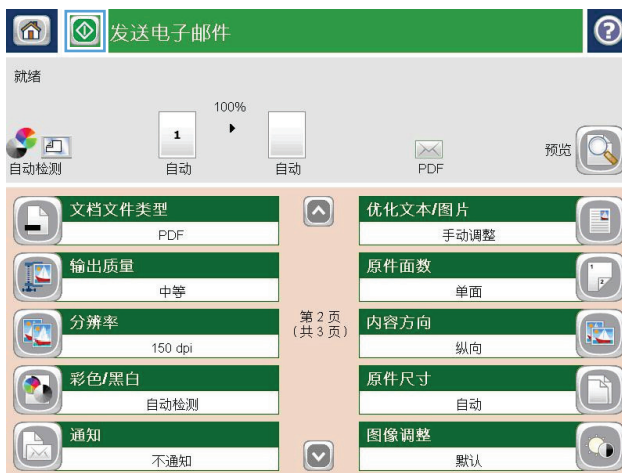 发送电子邮件
?
就绪
100%
1
自动检测
自动
自动
PDF
预览
文档文件类型
PDF
输出质量
中等
分辨率
150 dpi
彩色/黑白
自动检测
通知
不通知
第 2 页
(共 3 页)
优化文本/图片
手动调整
原件面数
1
2
单面
内容方向
纵向
原件尺寸
自动
图像调整
默认